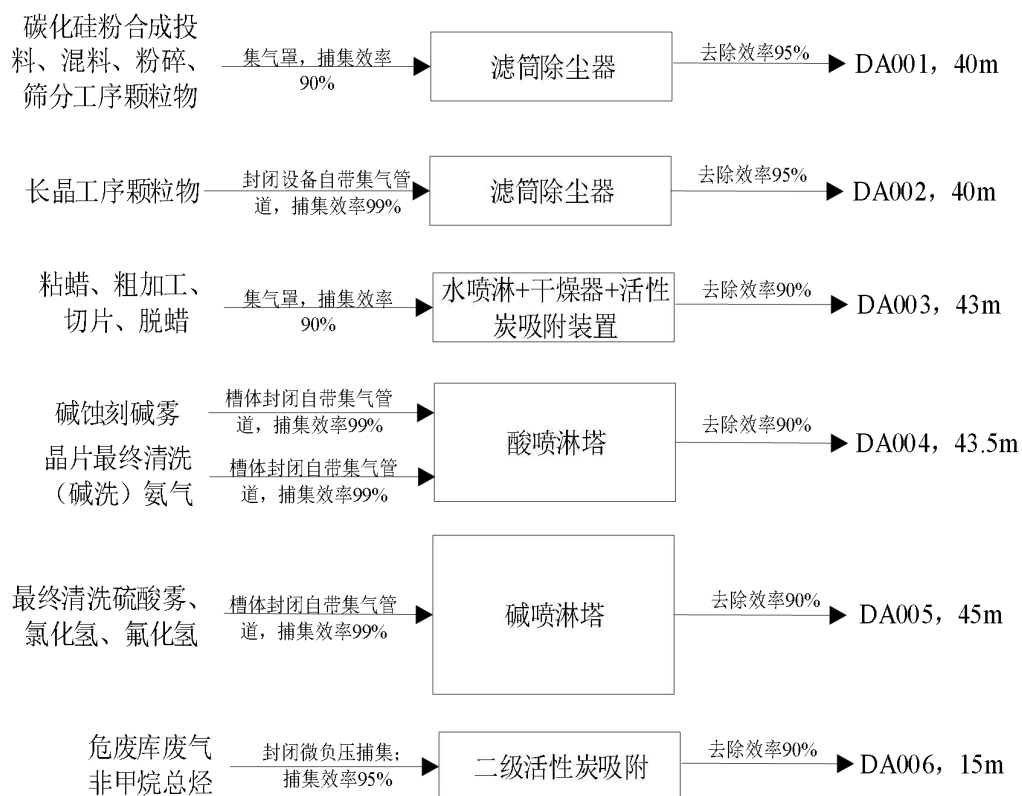 碳化硅粉合成投
料、混料、粉碎、
筛分工序颗粒物
集气罩，捕集效率
90%
滤筒除尘器
去除效率95%
DA001，40m
长晶工序颗粒物
封闭设备自带集气管
道，捕集效率99%
滤筒除尘器
去除效率95%
DA002，40m
粘蜡、粗加工、
切片、脱蜡
集气罩，捕集效率
90%
水喷淋+干燥器+活性
炭吸附装置
去除效率90%
DA003，43m
碱蚀刻碱雾
槽体封闭自带集气管
道，捕集效率99%
晶片最终清洗
（碱洗）氨气
槽体封闭自带集气管
道，捕集效率99%
酸喷淋塔
去除效率90%
DA004，43.5m
最终清洗硫酸雾、
氯化氢、氟化氢
槽体封闭自带集气管
道，捕集效率99%
碱喷淋塔
去除效率90%
DA005，45m
危废库废气
非甲烷总烃
封闭微负压捕集；
捕集效率95%
二级活性炭吸附
去除效率90%
DA006，15m